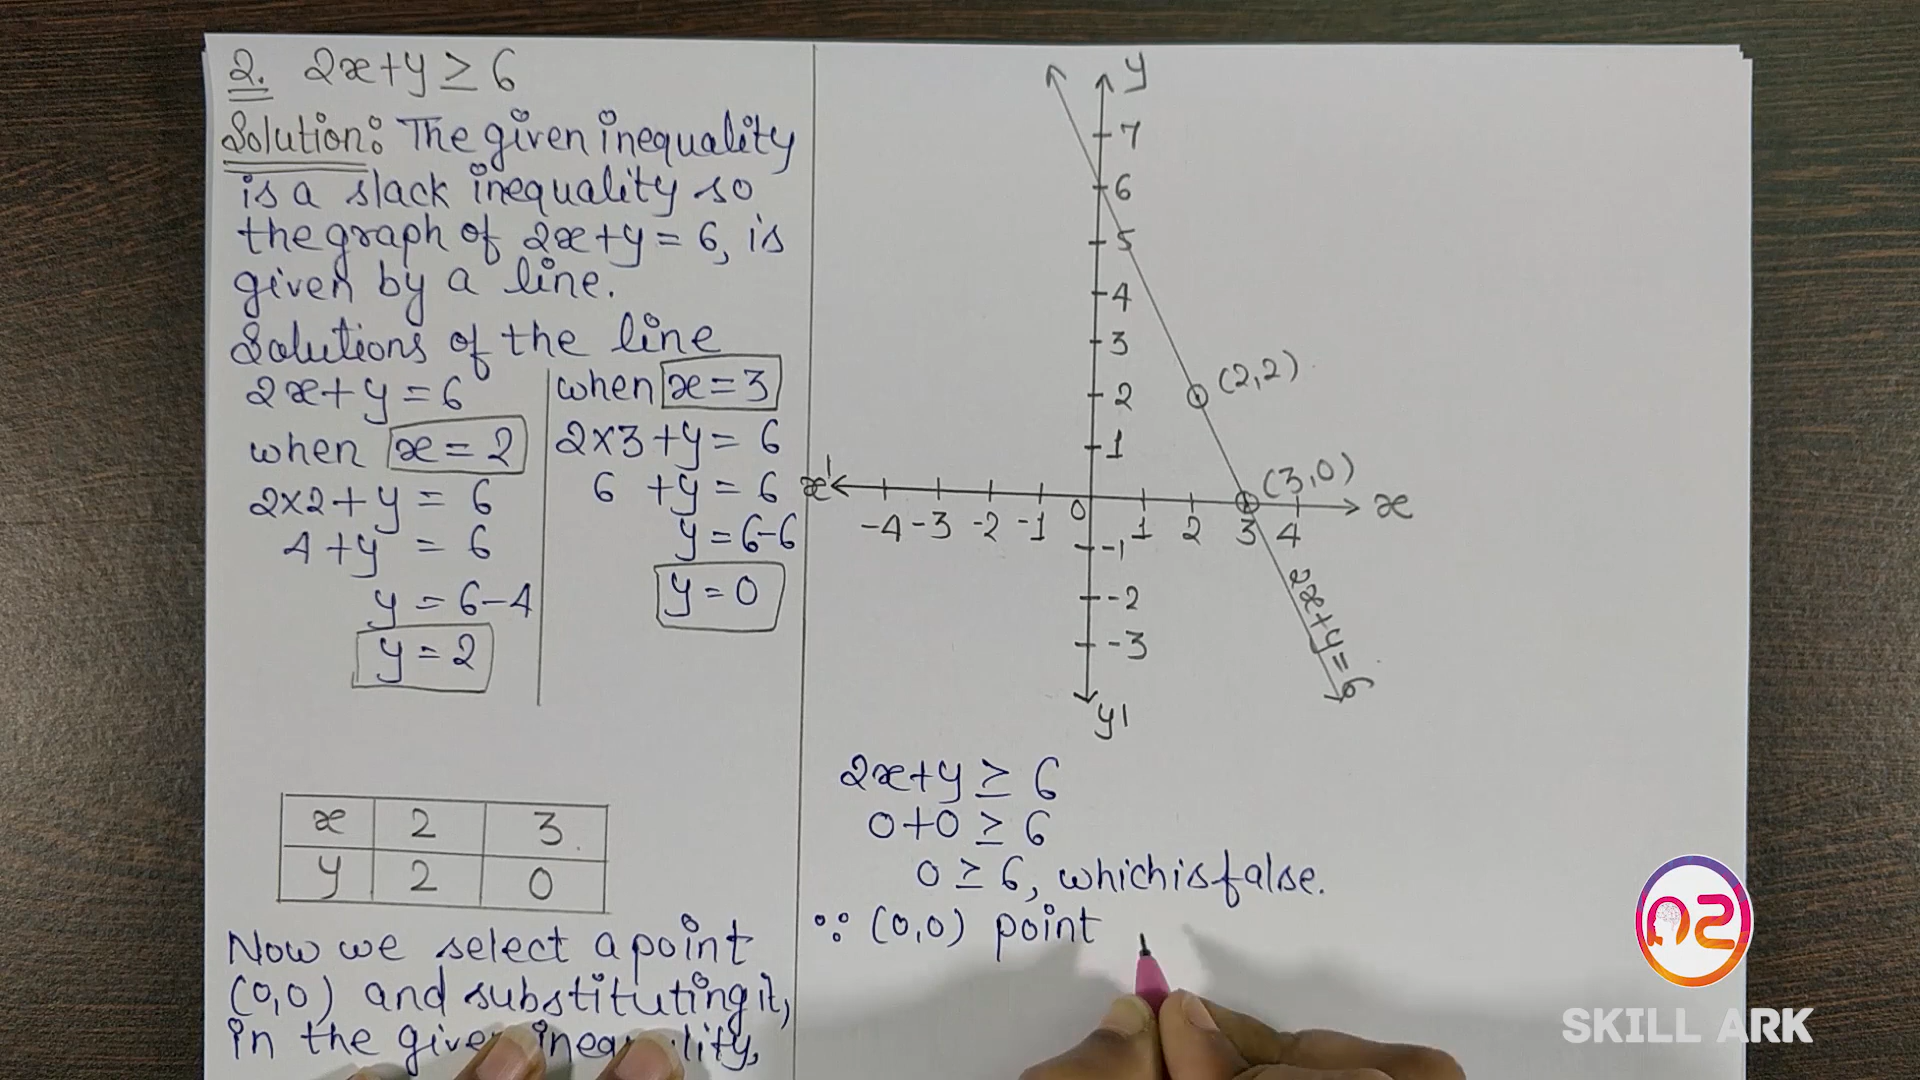 2. 2x+y ≥ 6
Solution: The given inequality
is a slack inequality so
the graph of 2x+y = 6, is
given by a line.
Solutions of the line
2x+y = 6
when x = 2
2×2+y = 6
4+y = 6
y = 6-4
y = 2
when x = 3
2×3+y = 6
6 +y = 6
y = 6-6
y = 0
x 2 3
y 2 0
Now we select a point
(0,0) and substituting it,
in the given inequality,
y
7
6
5
4
3
2
1
(2,2)
(3,0)
x' x
-4 -3 -2 -1 0 1 2 3 4
-1
-2
-3
y'
2x+y=6
2x+y ≥ 6
0+0 ≥ 6
0 ≥ 6, which is false.
∵ (0,0) point
SKILL ARK